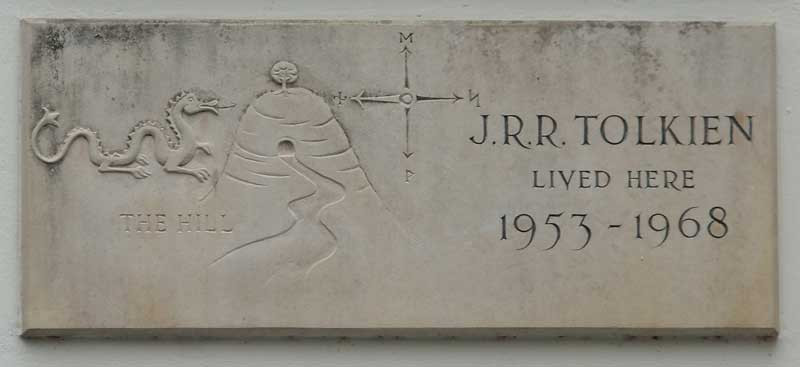 ᛖ
ᚾ ᛋ
ᚹ
THE HILL
J.R.R. TOLKIEN
LIVED HERE
1953 - 1968